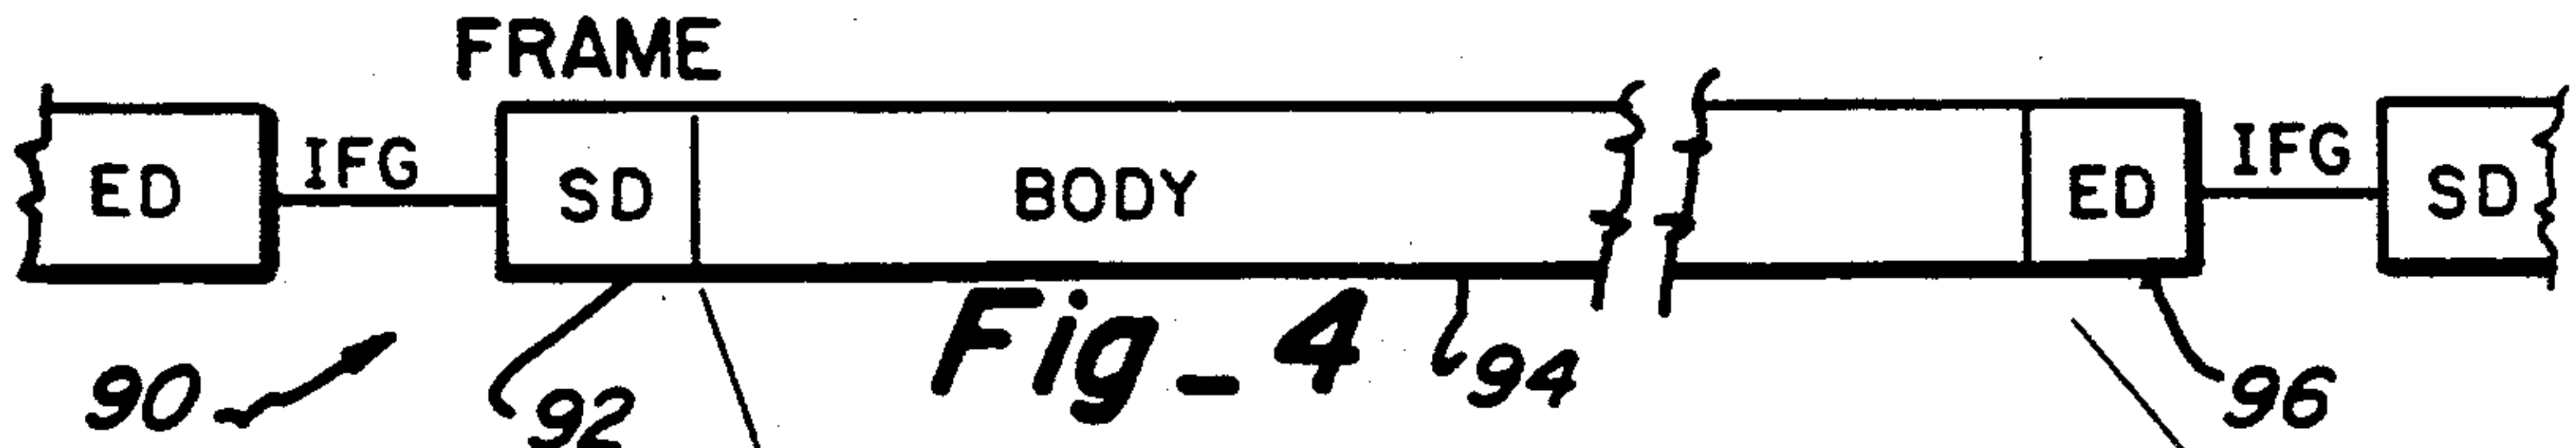 FRAME
ED IFG SD BODY ED IFG SD
90 92 Fig_4 94 96